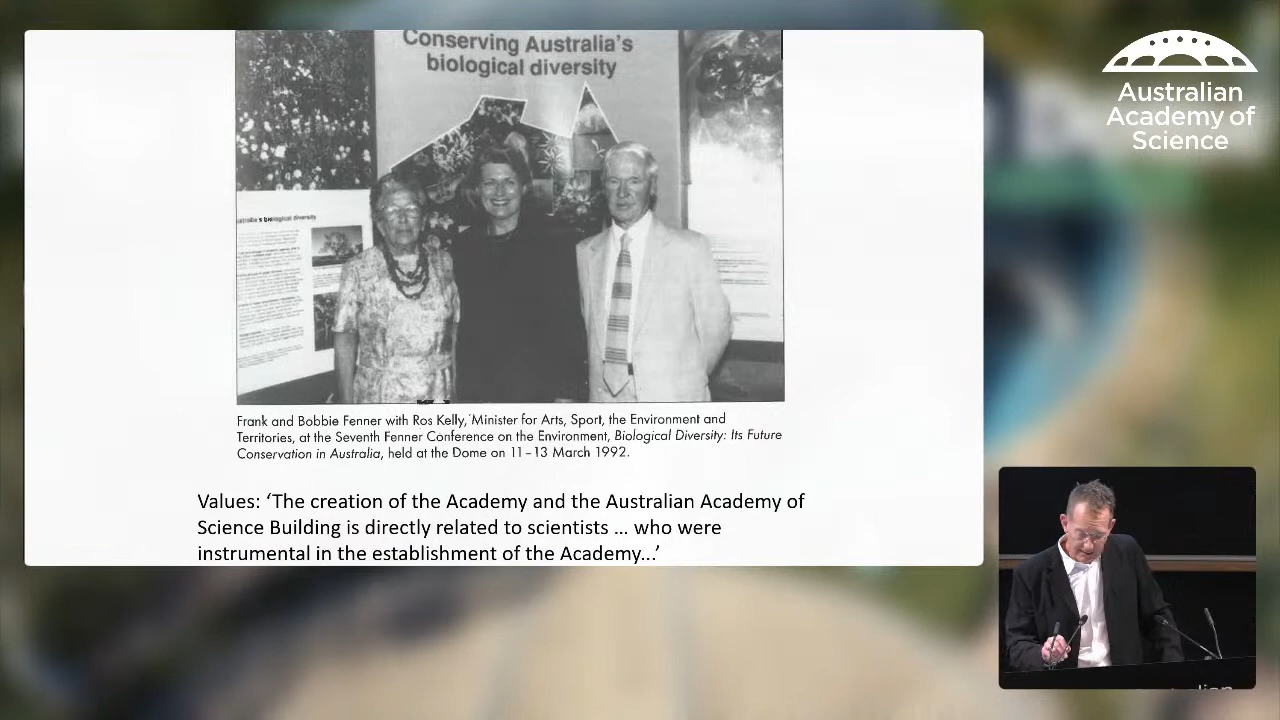 Conserving Australia's
biological diversity
Australian
Academy of
Science
biological diversity
Frank and Bobbie Fenner with Ros Kelly, Minister for Arts, Sport, the Environment and
Territories, at the Seventh Fenner Conference on the Environment, Biological Diversity: Its Future
Conservation in Australia, held at the Dome on 11–13 March 1992.
Values: ‘The creation of the Academy and the Australian Academy of
Science Building is directly related to scientists ... who were
instrumental in the establishment of the Academy...’